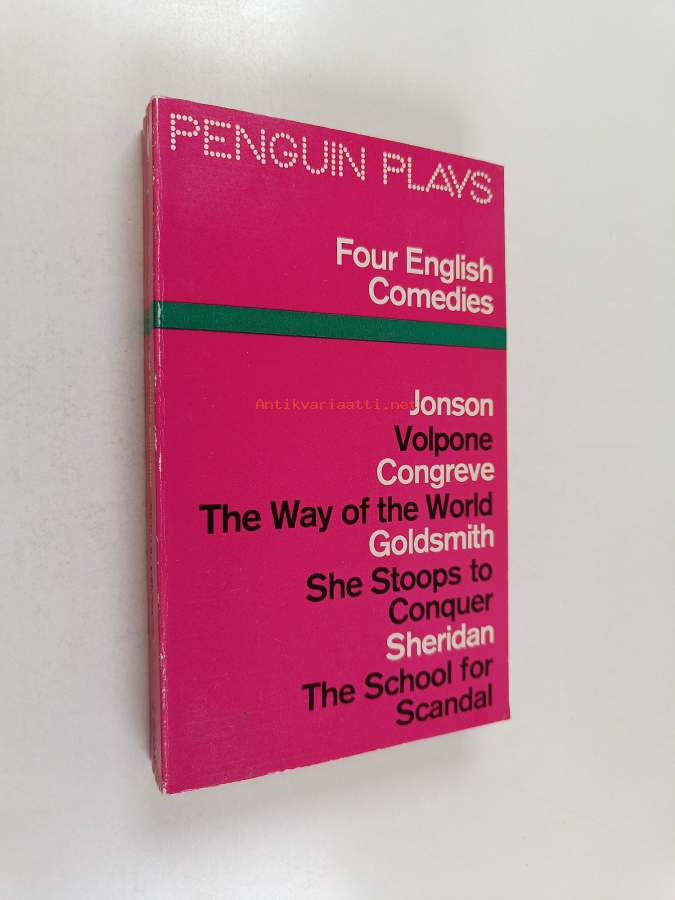 PENGUIN PLAYS
Four English
Comedies
Antikvariaatti.net
Jonson
Volpone
Congreve
The Way of the World
Goldsmith
She Stoops to
Conquer
Sheridan
The School for
Scandal